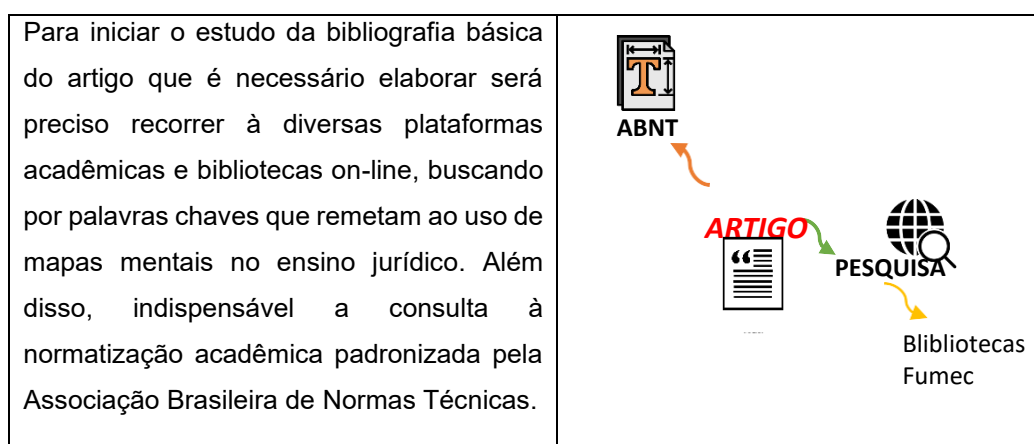 Para iniciar o estudo da bibliografia básica
do artigo que é necessário elaborar será
preciso recorrer à diversas plataformas
acadêmicas e bibliotecas on-line, buscando
por palavras chaves que remetam ao uso de
mapas mentais no ensino jurídico. Além
disso, indispensável a consulta à
normatização acadêmica padronizada pela
Associação Brasileira de Normas Técnicas.
T
ABNT
ARTIGO
PESQUISA
Blibliotecas
Fumec